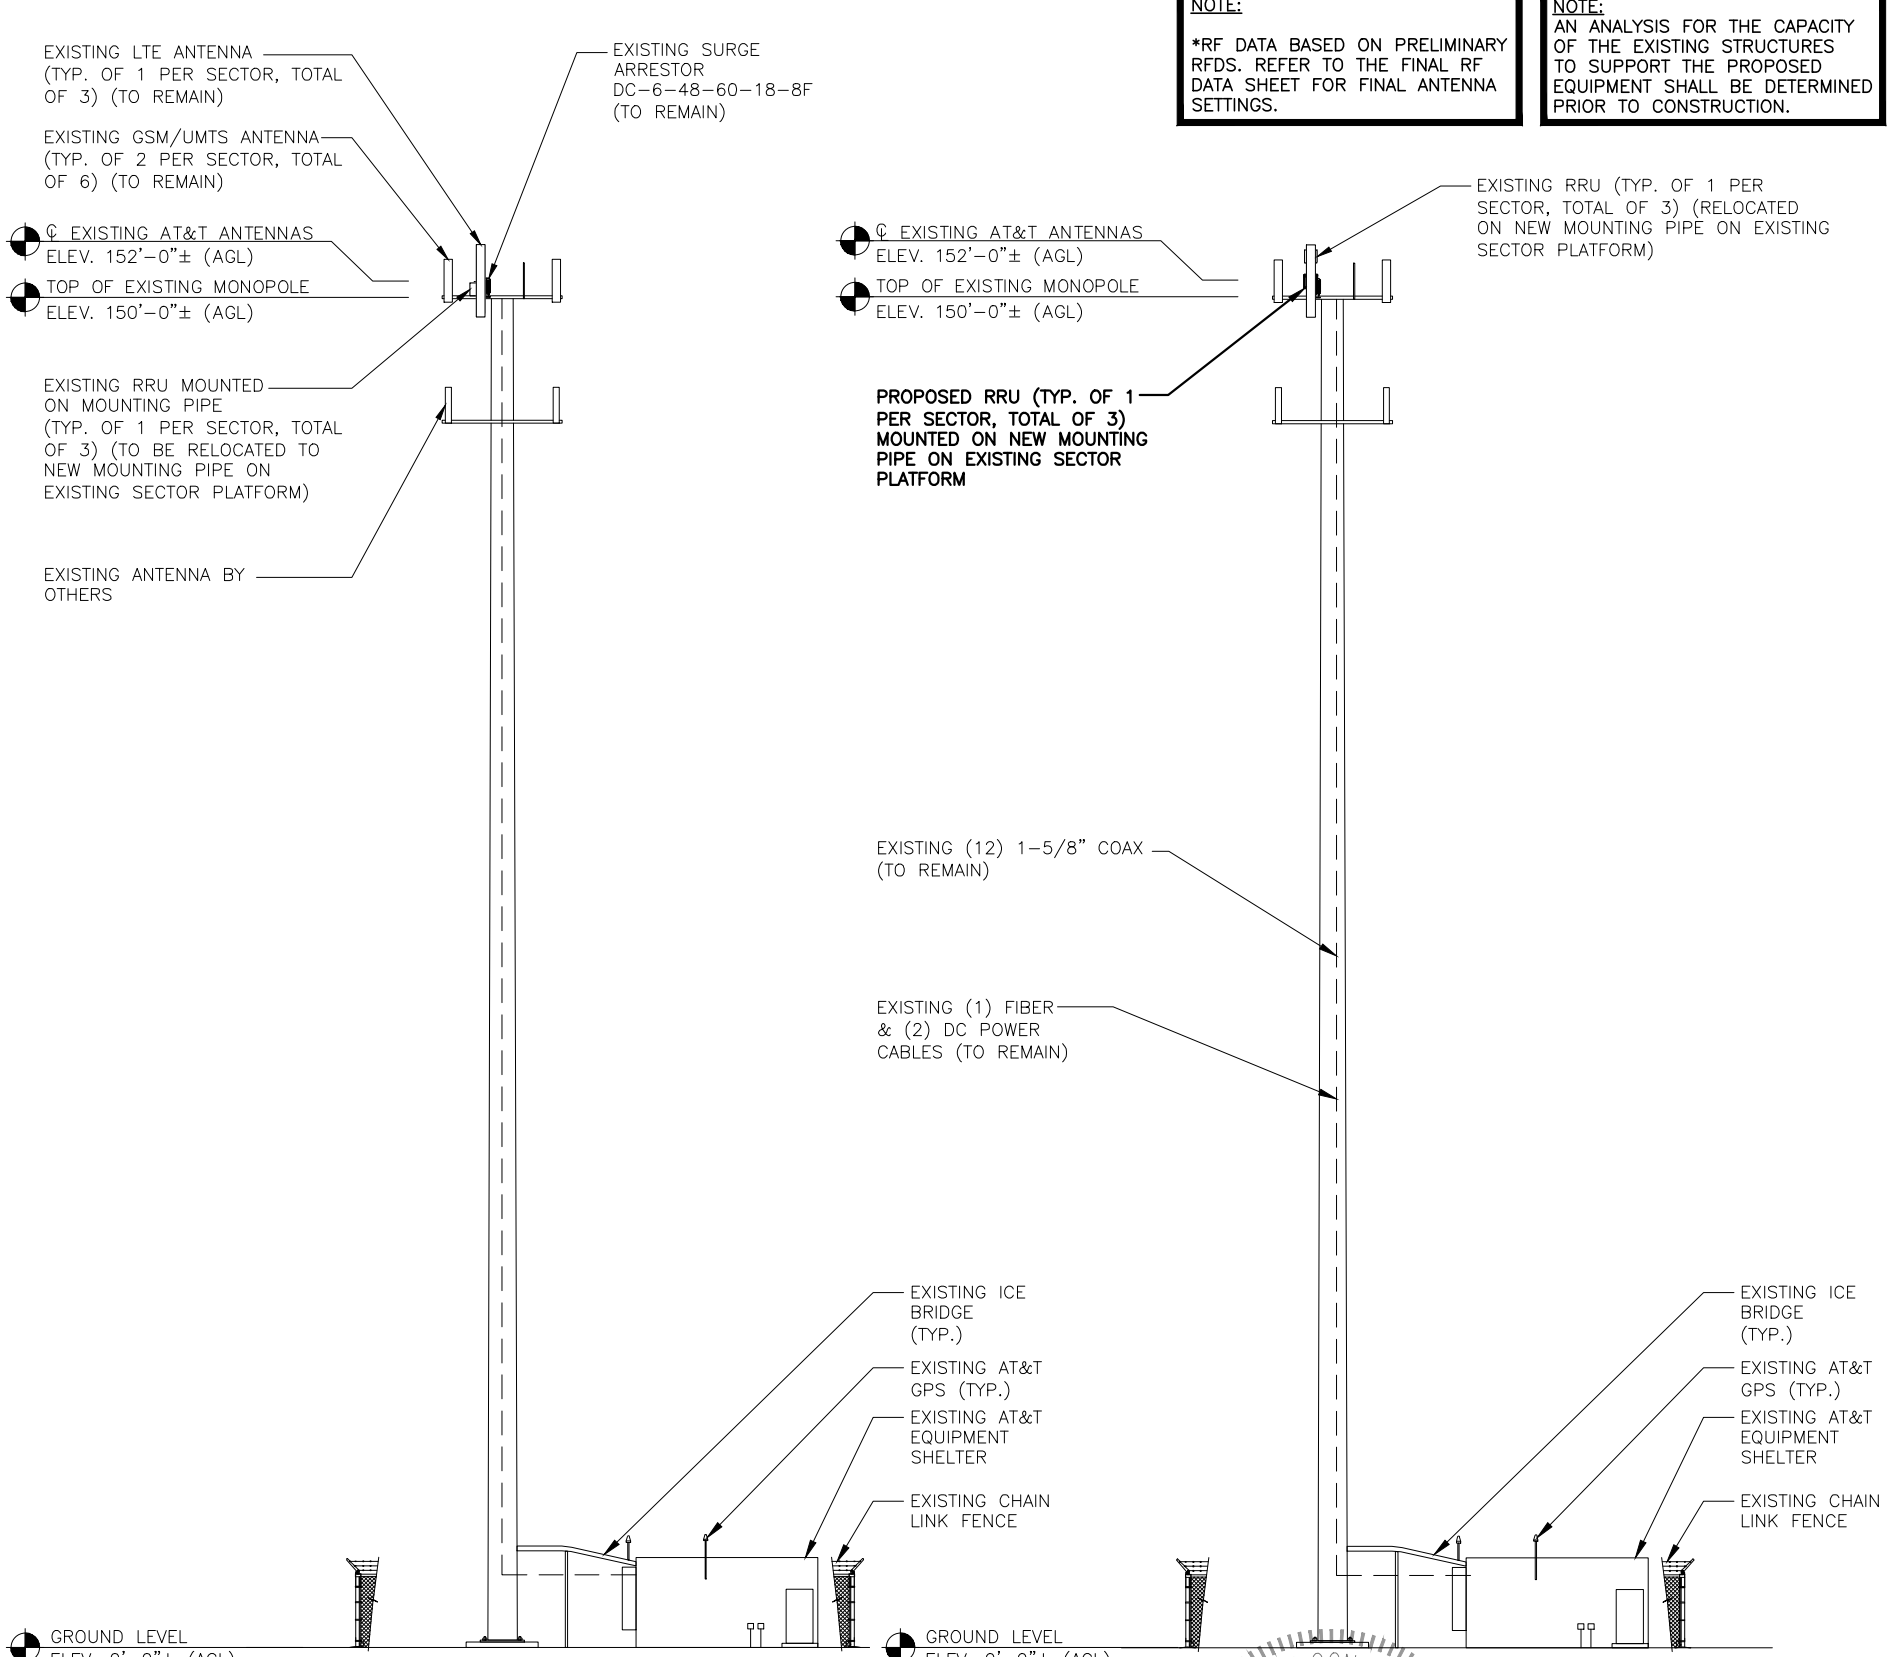 NOTE:
*RF DATA BASED ON PRELIMINARY
RFDS. REFER TO THE FINAL RF
DATA SHEET FOR FINAL ANTENNA
SETTINGS.
NOTE:
AN ANALYSIS FOR THE CAPACITY
OF THE EXISTING STRUCTURES
TO SUPPORT THE PROPOSED
EQUIPMENT SHALL BE DETERMINED
PRIOR TO CONSTRUCTION.
EXISTING LTE ANTENNA
(TYP. OF 1 PER SECTOR, TOTAL
OF 3) (TO REMAIN)
EXISTING SURGE
ARRESTOR
DC-6-48-60-18-8F
(TO REMAIN)
EXISTING GSM/UMTS ANTENNA
(TYP. OF 2 PER SECTOR, TOTAL
OF 6) (TO REMAIN)
℄ EXISTING AT&T ANTENNAS
ELEV. 152'-0"± (AGL)
TOP OF EXISTING MONOPOLE
ELEV. 150'-0"± (AGL)
EXISTING RRU MOUNTED
ON MOUNTING PIPE
(TYP. OF 1 PER SECTOR, TOTAL
OF 3) (TO BE RELOCATED TO
NEW MOUNTING PIPE ON
EXISTING SECTOR PLATFORM)
EXISTING ANTENNA BY
OTHERS
EXISTING ICE
BRIDGE
(TYP.)
EXISTING AT&T
GPS (TYP.)
EXISTING AT&T
EQUIPMENT
SHELTER
EXISTING CHAIN
LINK FENCE
GROUND LEVEL
ELEV. 0'-0"± (AGL)
EXISTING RRU (TYP. OF 1 PER
SECTOR, TOTAL OF 3) (RELOCATED
ON NEW MOUNTING PIPE ON EXISTING
SECTOR PLATFORM)
℄ EXISTING AT&T ANTENNAS
ELEV. 152'-0"± (AGL)
TOP OF EXISTING MONOPOLE
ELEV. 150'-0"± (AGL)
PROPOSED RRU (TYP. OF 1
PER SECTOR, TOTAL OF 3)
MOUNTED ON NEW MOUNTING
PIPE ON EXISTING SECTOR
PLATFORM
EXISTING (12) 1-5/8" COAX
(TO REMAIN)
EXISTING (1) FIBER
& (2) DC POWER
CABLES (TO REMAIN)
EXISTING ICE
BRIDGE
(TYP.)
EXISTING AT&T
GPS (TYP.)
EXISTING AT&T
EQUIPMENT
SHELTER
EXISTING CHAIN
LINK FENCE
GROUND LEVEL
ELEV. 0'-0"± (AGL)